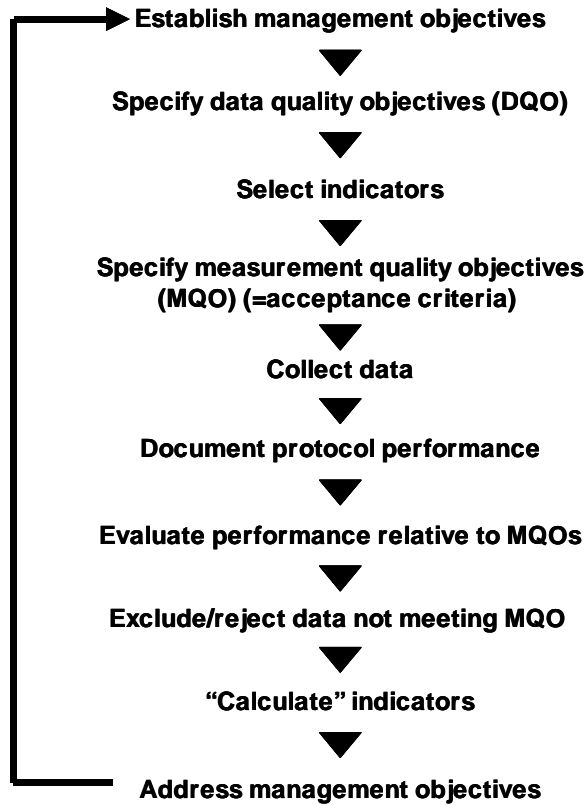 Establish management objectives
Specify data quality objectives (DQO)
Select indicators
Specify measurement quality objectives
(MQO) (=acceptance criteria)
Collect data
Document protocol performance
Evaluate performance relative to MQOs
Exclude/reject data not meeting MQO
“Calculate” indicators
Address management objectives